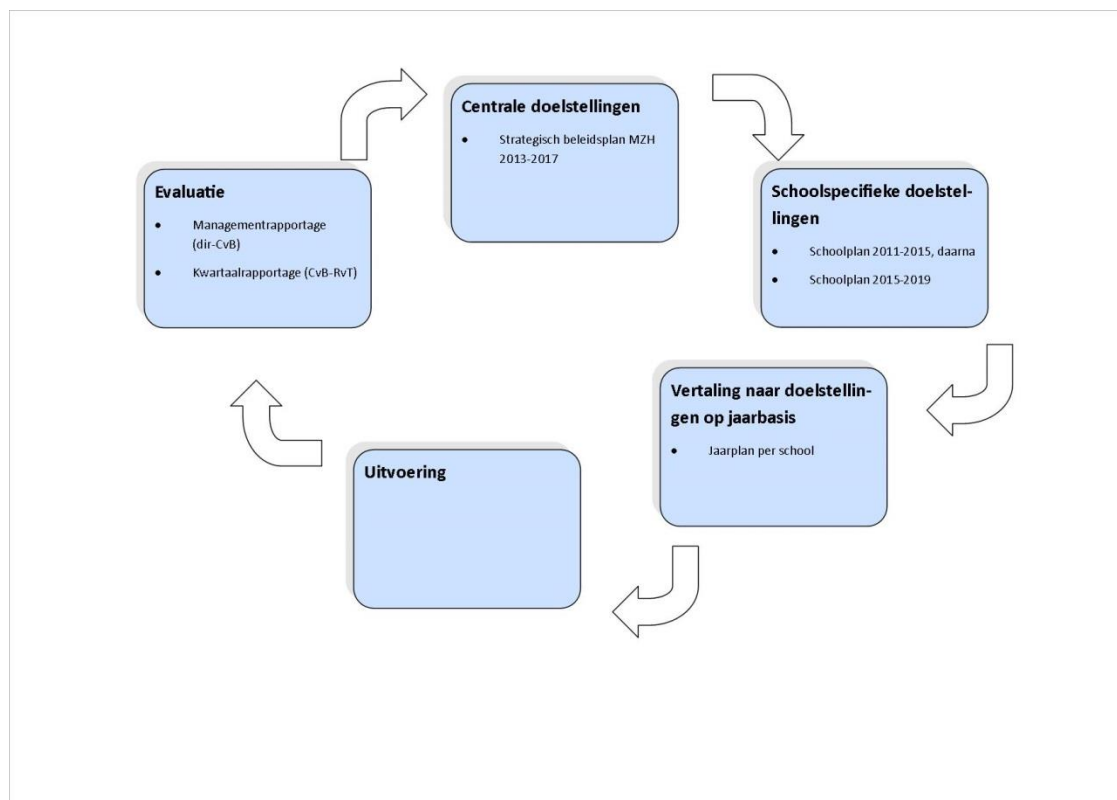 Centrale doelstellingen
• Strategisch beleidsplan MZH
2013-2017
Schoolspecifieke doelstel-
lingen
• Schoolplan 2011-2015, daarna
• Schoolplan 2015-2019
Vertaling naar doelstellin-
gen op jaarbasis
• Jaarplan per school
Uitvoering
Evaluatie
• Managementrapportage
(dir-CvB)
• Kwartaalrapportage (CvB-RvT)